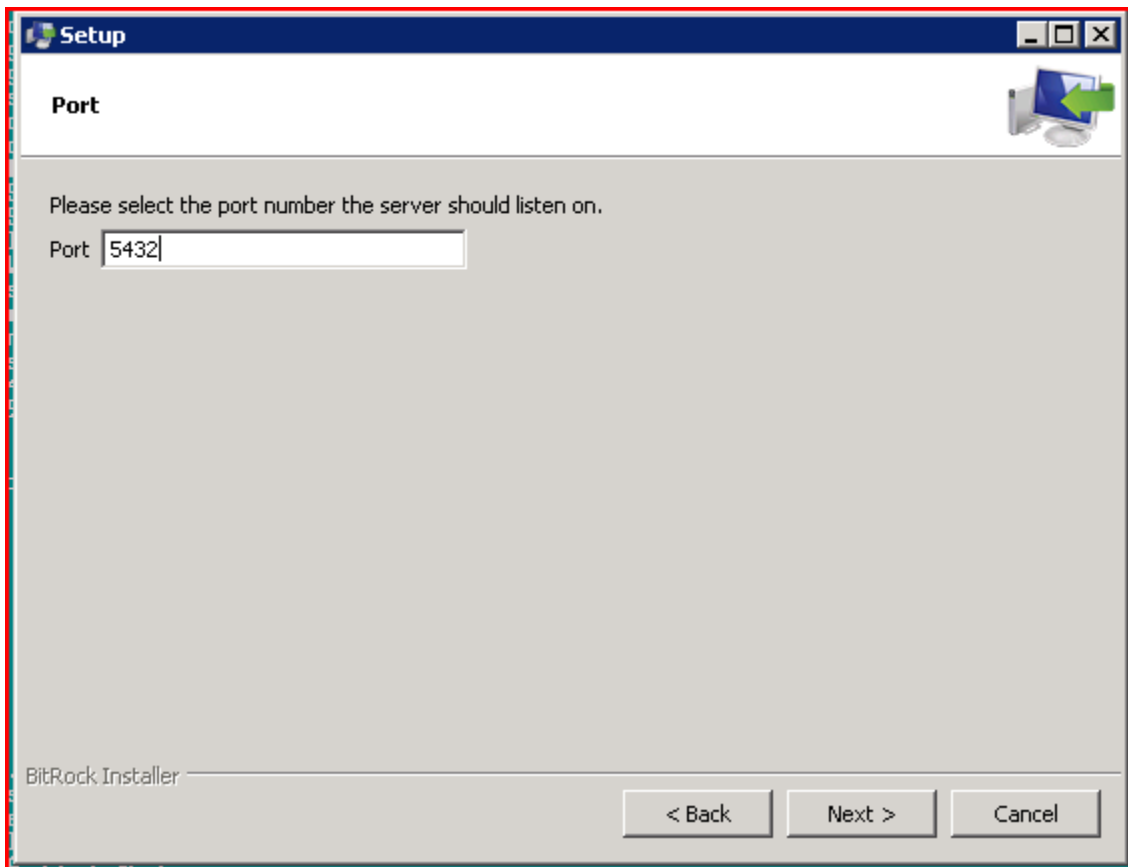 Setup
Port
Please select the port number the server should listen on.
Port 5432
BitRock Installer
< Back Next > Cancel